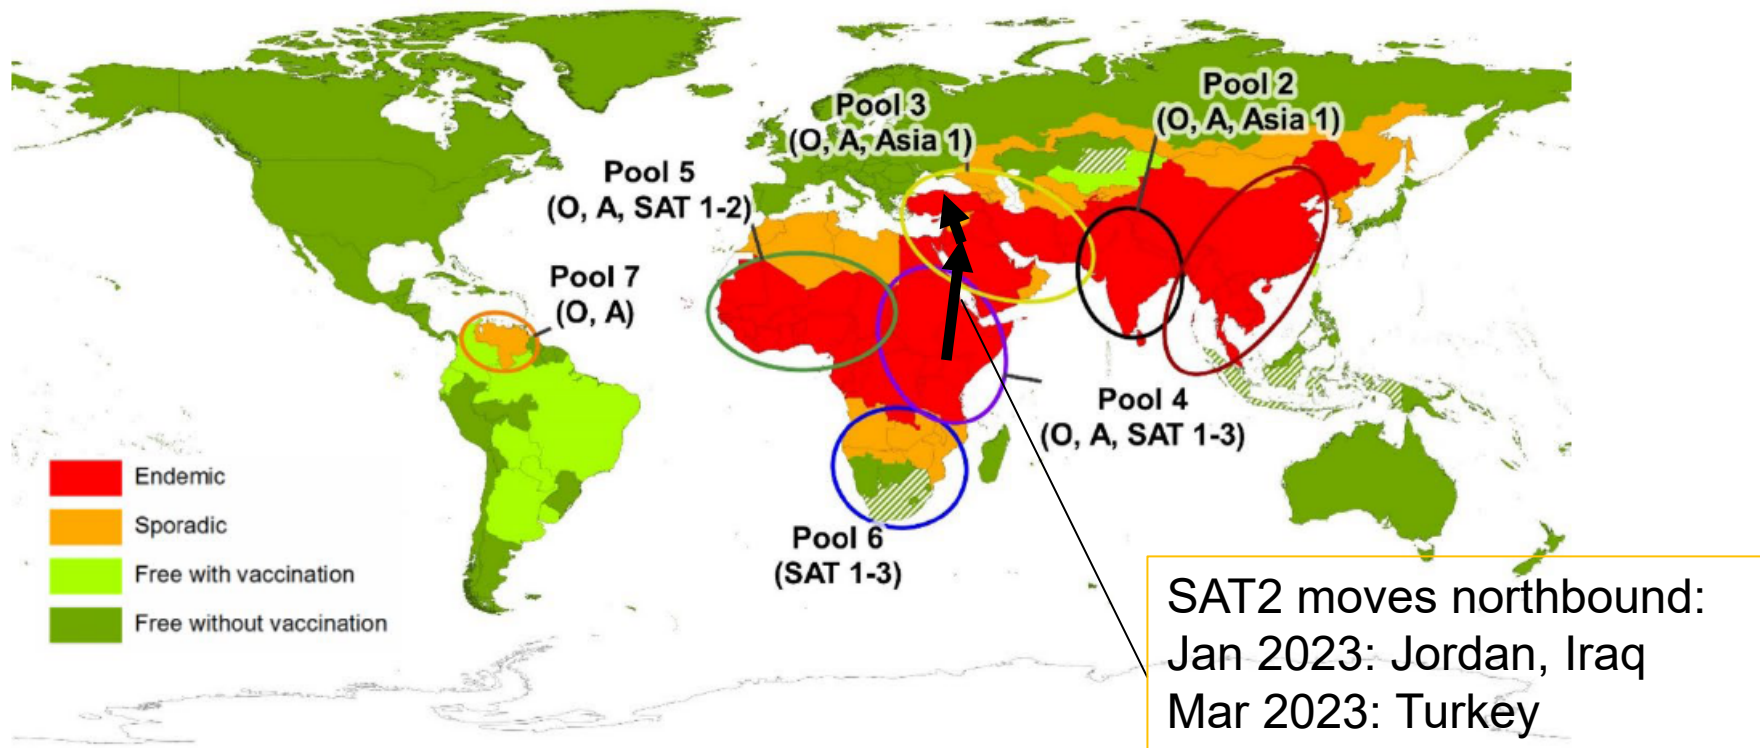 Pool 2
(O, A, Asia 1)
Pool 3
(O, A, Asia 1)
Pool 5
(O, A, SAT 1-2)
Pool 7
(O, A)
Pool 4
(O, A, SAT 1-3)
Pool 6
(SAT 1-3)
Endemic
Sporadic
Free with vaccination
Free without vaccination
SAT2 moves northbound:
Jan 2023: Jordan, Iraq
Mar 2023: Turkey